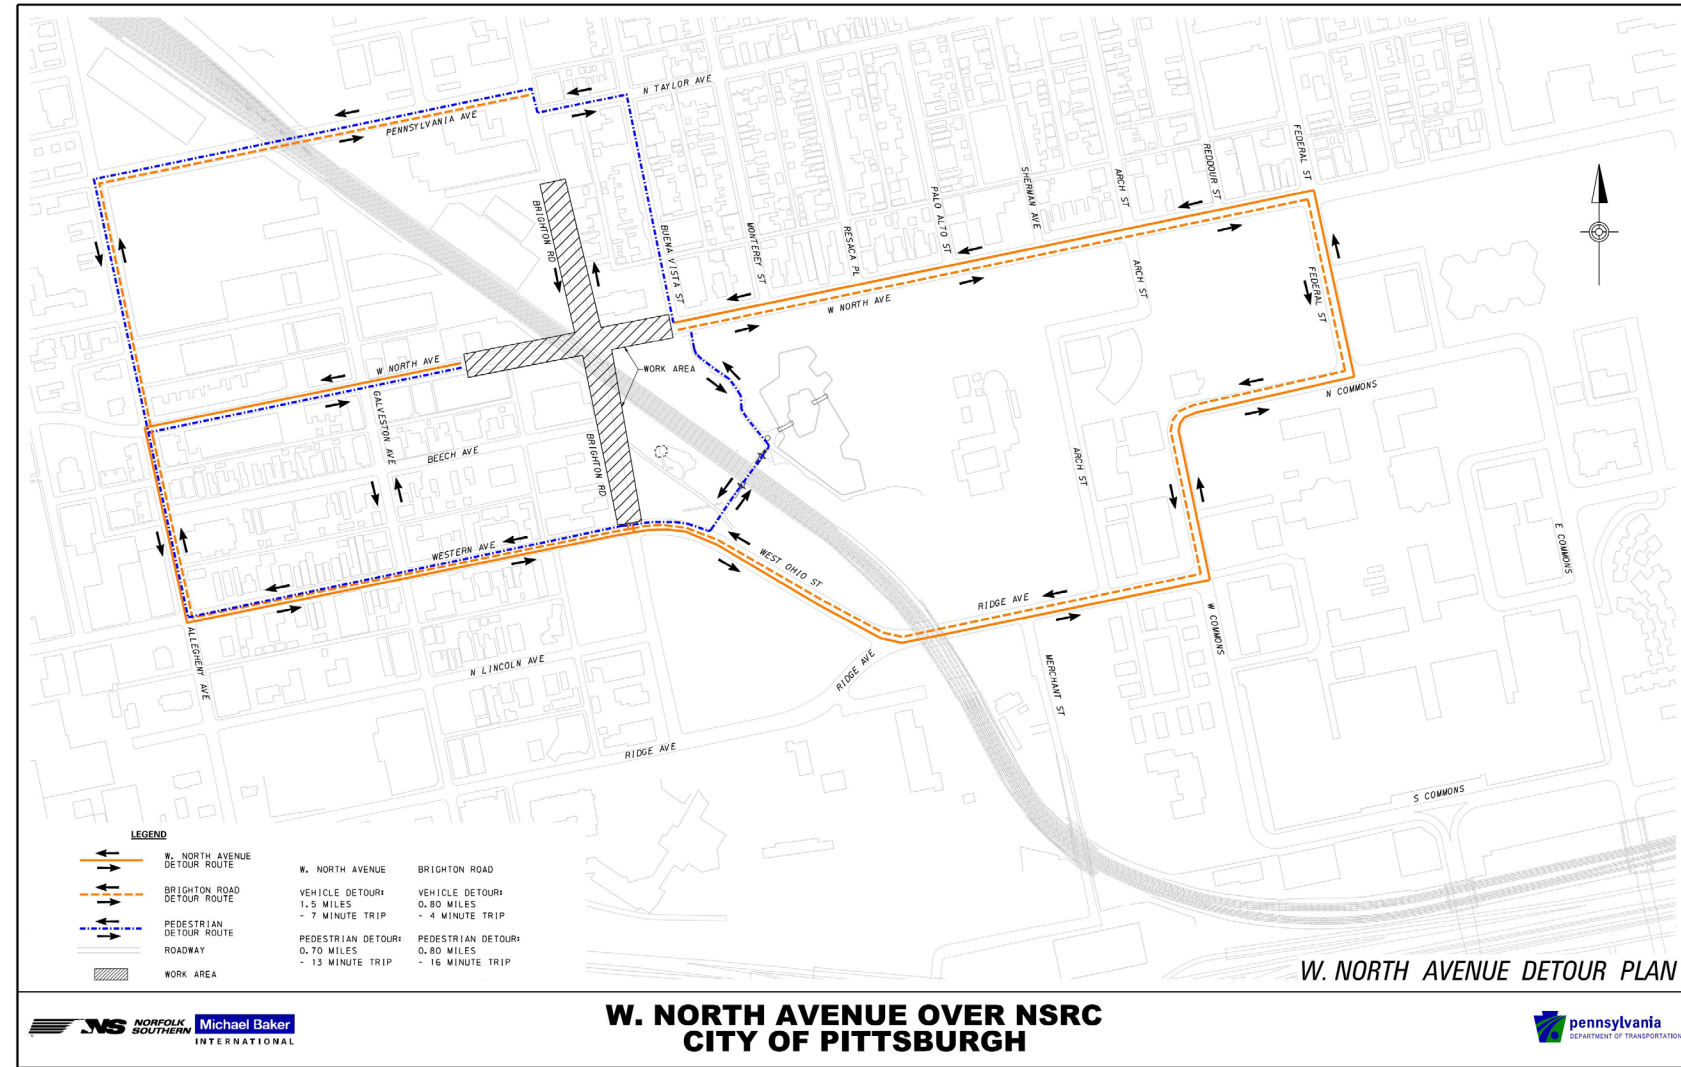 N TAYLOR AVE
PENNSYLVANIA AVE
FEDERAL ST
REDDOUR ST
ARCH ST
SHERMAN AVE
PALO ALTO ST
RESACA PL
MONTEREY ST
BUENA VISTA ST
BRIGHTON RD
ARCH ST
FEDERAL ST
W NORTH AVE
W NORTH AVE
WORK AREA
N COMMONS
GALVESTON AVE
BEECH AVE
BRIGHTON RD
ARCH ST
E COMMONS
WESTERN AVE
WEST OHIO ST
RIDGE AVE
W COMMONS
ALLEGHENY AVE
N LINCOLN AVE
RIDGE AVE
MERCHANT ST
RIDGE AVE
S COMMONS
LEGEND
W. NORTH AVENUE
DETOUR ROUTE
BRIGHTON ROAD
DETOUR ROUTE
PEDESTRIAN
DETOUR ROUTE
ROADWAY
WORK AREA
W. NORTH AVENUE
VEHICLE DETOUR:
1.5 MILES
- 7 MINUTE TRIP
PEDESTRIAN DETOUR:
0.70 MILES
- 13 MINUTE TRIP
BRIGHTON ROAD
VEHICLE DETOUR:
0.80 MILES
- 4 MINUTE TRIP
PEDESTRIAN DETOUR:
0.80 MILES
- 16 MINUTE TRIP
W. NORTH AVENUE DETOUR PLAN
NS NORFOLK
SOUTHERN
Michael Baker
INTERNATIONAL
W. NORTH AVENUE OVER NSRC
CITY OF PITTSBURGH
pennsylvania
DEPARTMENT OF TRANSPORTATION